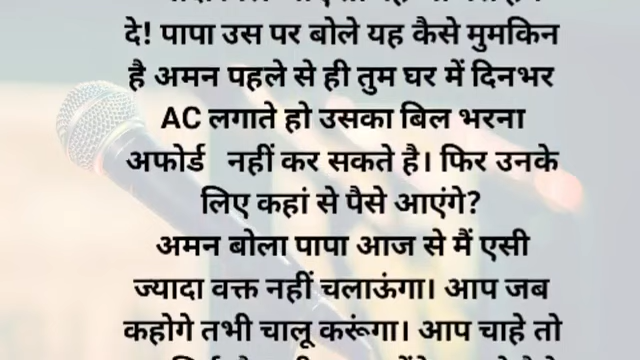 दे! पापा उस पर बोले यह कैसे मुमकिन
है अमन पहले से ही तुम घर में दिनभर
AC लगाते हो उसका बिल भरना
अफोर्ड नहीं कर सकते है। फिर उनके
लिए कहां से पैसे आएंगे?
अमन बोला पापा आज से मैं एसी
ज्यादा वक्त नहीं चलाऊंगा। आप जब
कहोगे तभी चालू करूंगा। आप चाहे तो